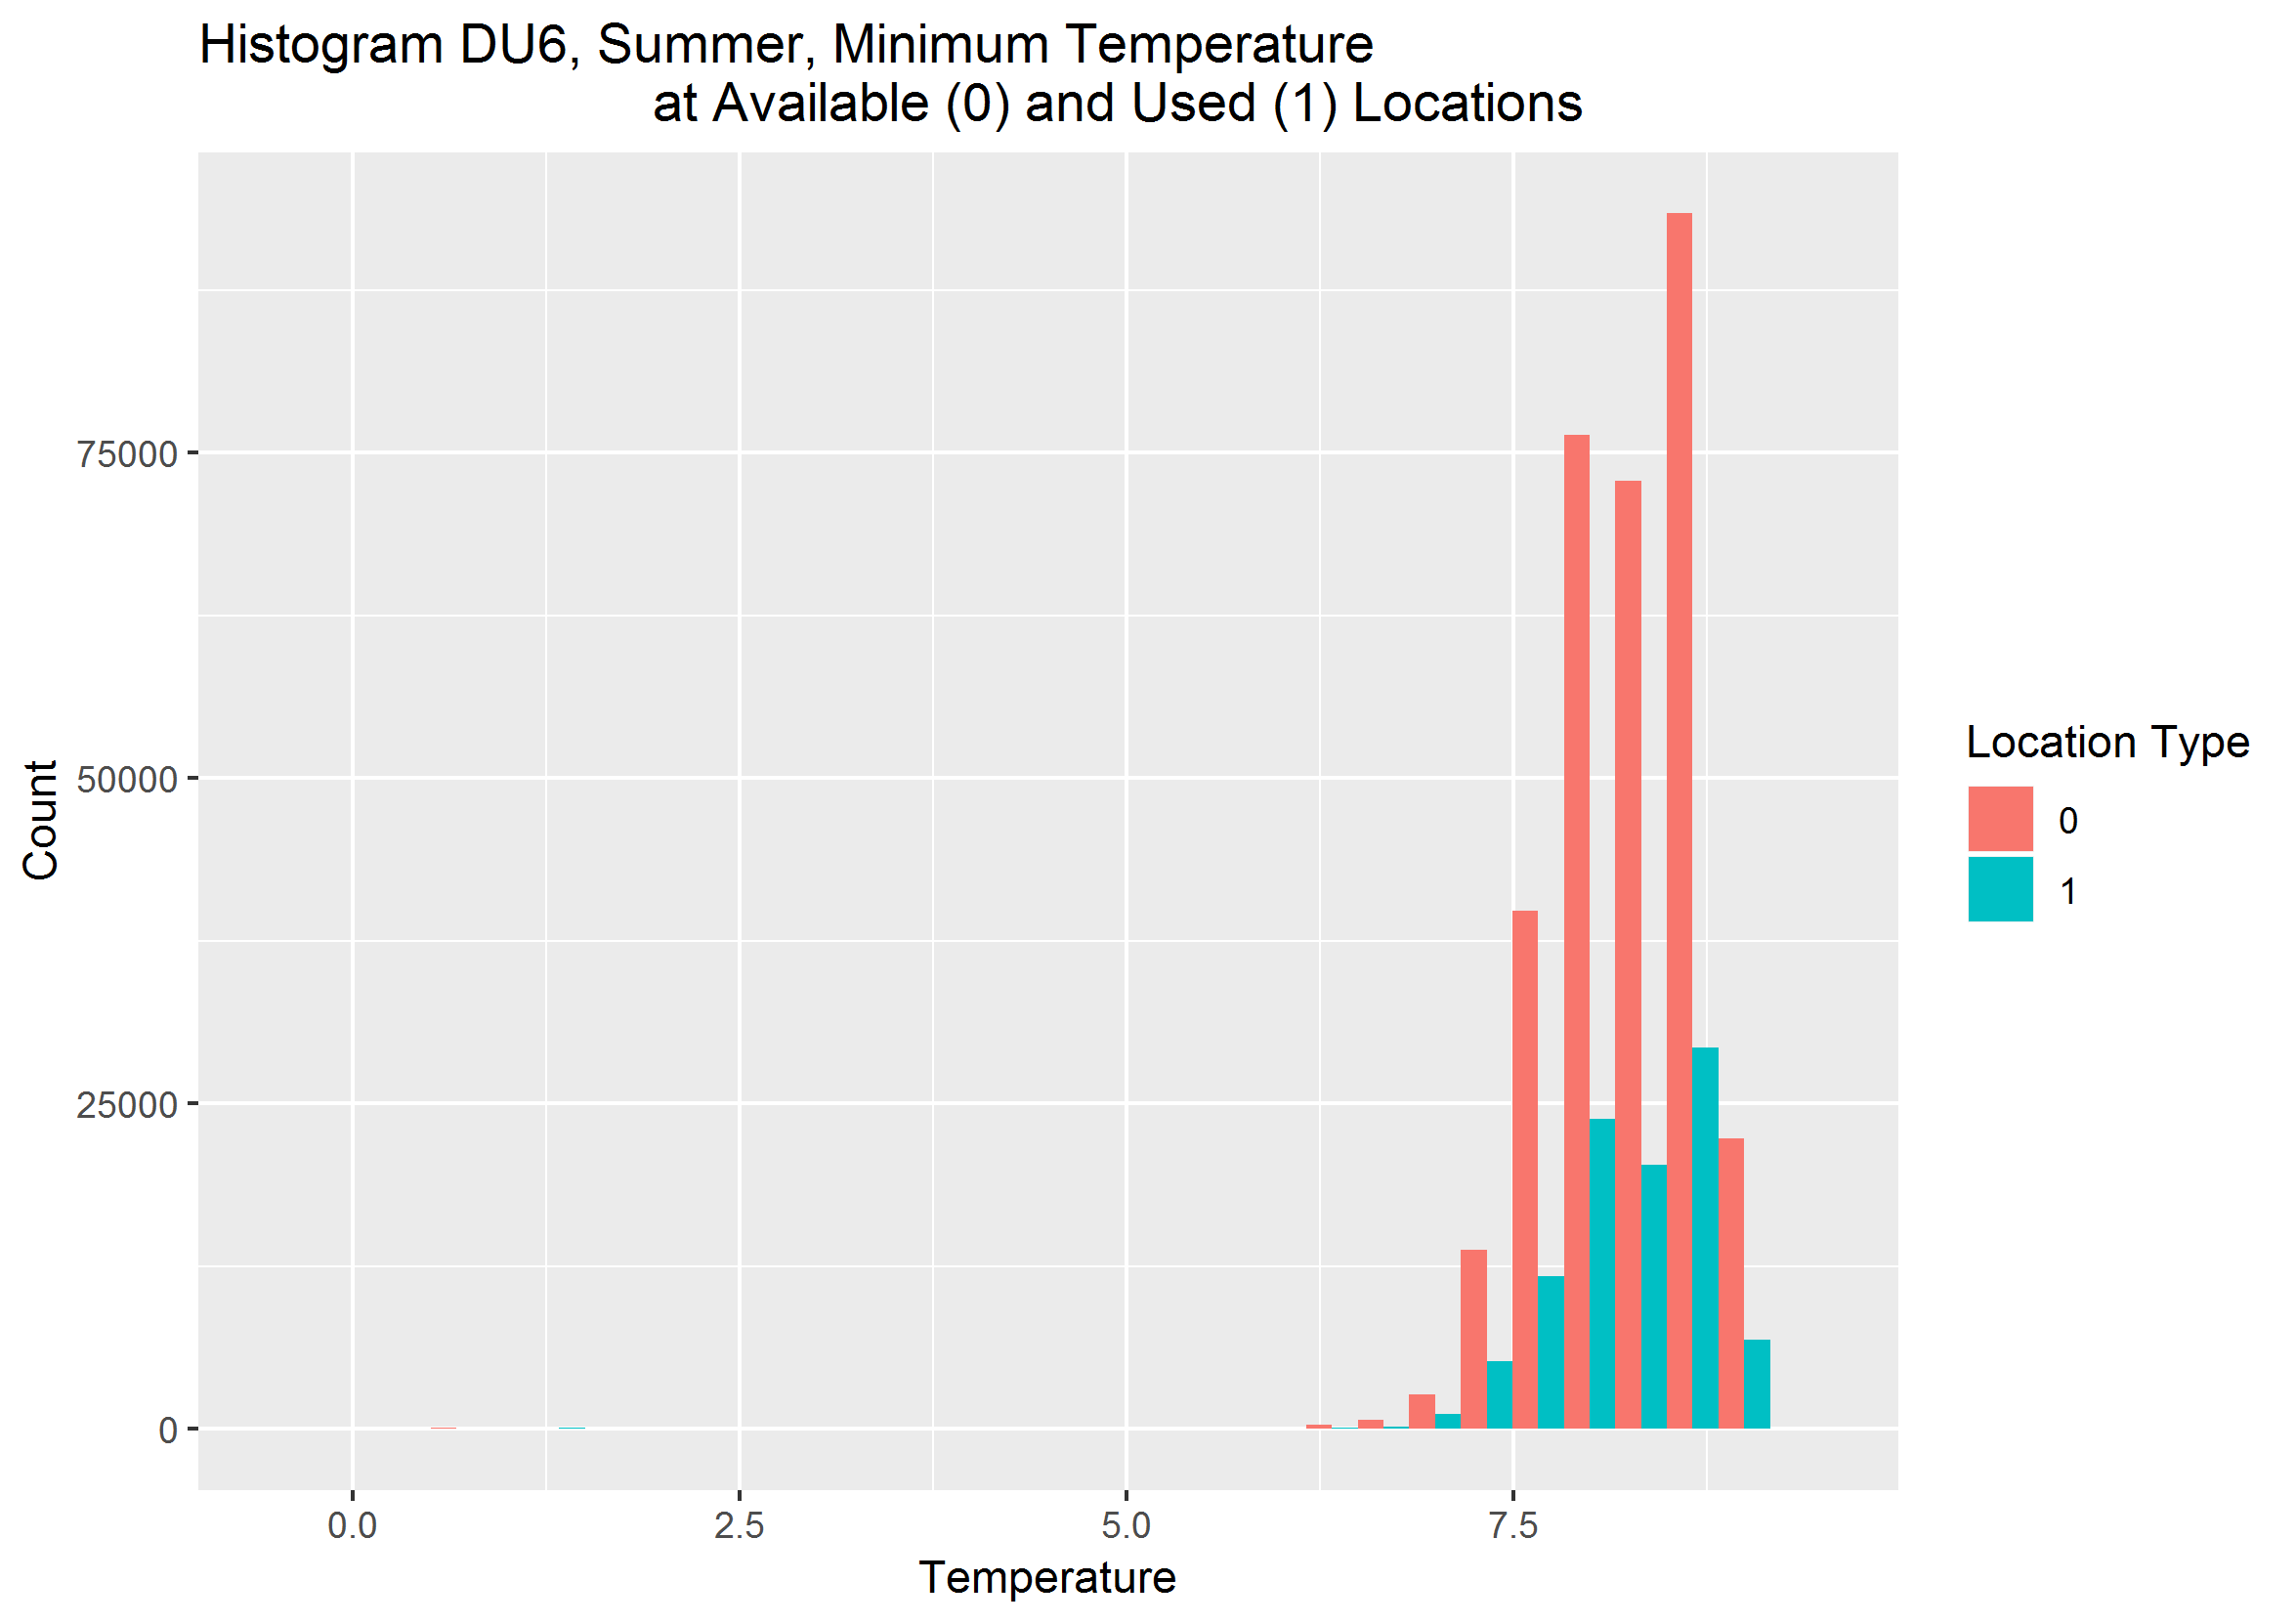 Histogram DU6, Summer, Minimum Temperature
at Available (0) and Used (1) Locations
Count
75000
50000
25000
0
0.0
2.5
5.0
7.5
Temperature
Location Type
0
1